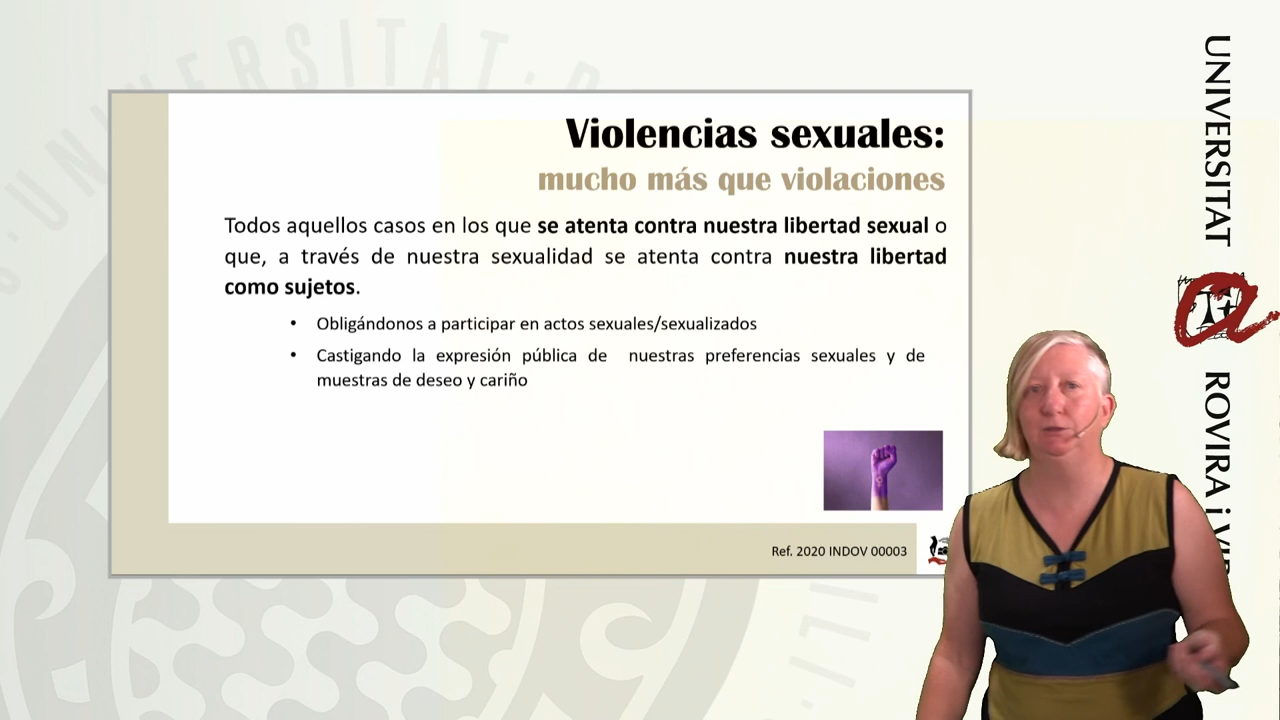 Violencias sexuales:
mucho más que violaciones
Todos aquellos casos en los que se atenta contra nuestra libertad sexual o
que, a través de nuestra sexualidad se atenta contra nuestra libertad
como sujetos.
• Obligándonos a participar en actos sexuales/sexualizados
• Castigando la expresión pública de nuestras preferencias sexuales y de
muestras de deseo y cariño
Ref. 2020 INDOV 00003
UNIVERSITAT
ROVIRA i